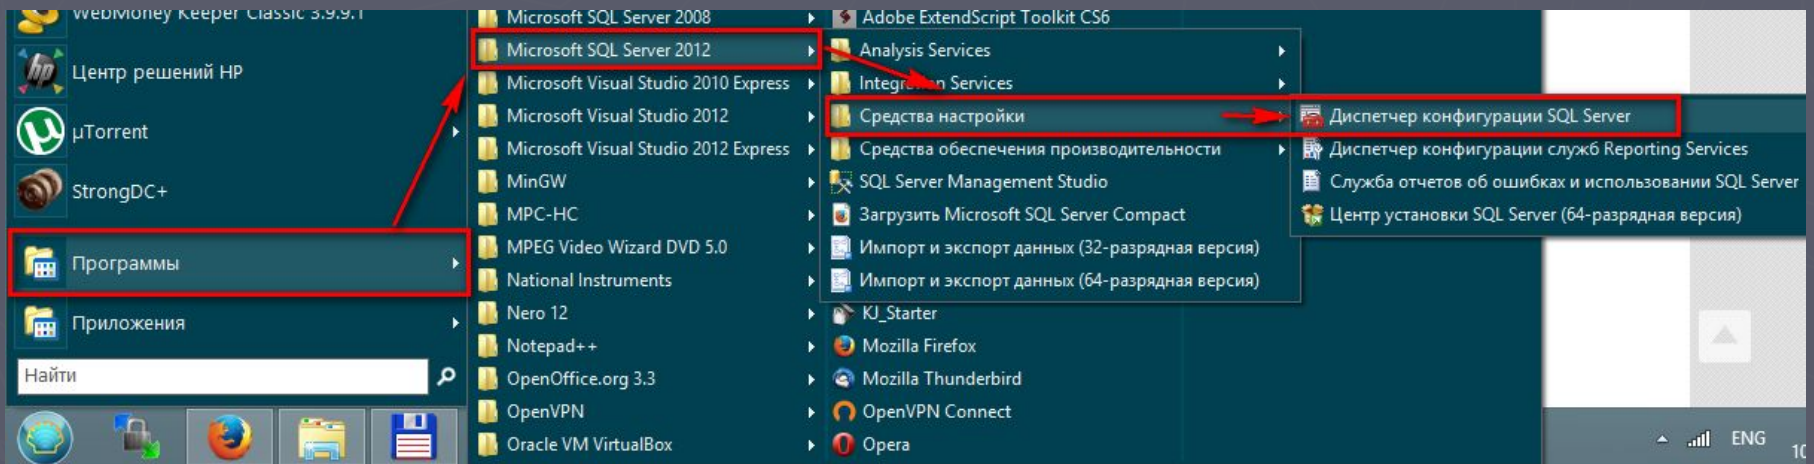 WebMoney Keeper Classic 3.9.9.1
Центр решений HP
µTorrent
StrongDC+
Программы
Приложения
Найти
Microsoft SQL Server 2008
Microsoft SQL Server 2012
Microsoft Visual Studio 2010 Express
Microsoft Visual Studio 2012
Microsoft Visual Studio 2012 Express
MinGW
MPC-HC
MPEG Video Wizard DVD 5.0
National Instruments
Nero 12
Notepad++
OpenOffice.org 3.3
OpenVPN
Oracle VM VirtualBox
Adobe ExtendScript Toolkit CS6
Analysis Services
Integration Services
Средства настройки
Средства обеспечения производительности
SQL Server Management Studio
Загрузить Microsoft SQL Server Compact
Импорт и экспорт данных (32-разрядная версия)
Импорт и экспорт данных (64-разрядная версия)
KJ_Starter
Mozilla Firefox
Mozilla Thunderbird
OpenVPN Connect
Opera
Диспетчер конфигурации SQL Server
Диспетчер конфигурации служб Reporting Services
Служба отчетов об ошибках и использовании SQL Server
Центр установки SQL Server (64-разрядная версия)
ENG